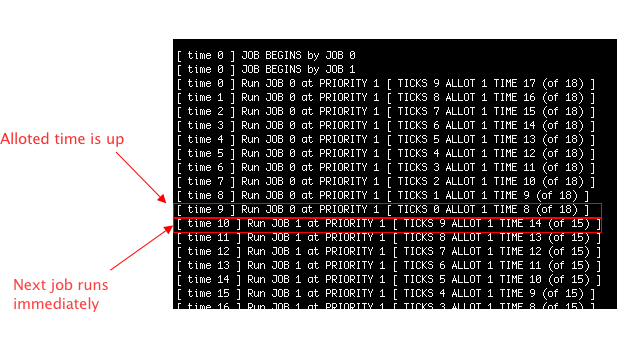 [ time 0 ] JOB BEGINS by JOB 0
[ time 0 ] JOB BEGINS by JOB 1
[ time 0 ] Run JOB 0 at PRIORITY 1 [ TICKS 9 ALLOT 1 TIME 17 (of 18) ]
[ time 1 ] Run JOB 0 at PRIORITY 1 [ TICKS 8 ALLOT 1 TIME 16 (of 18) ]
[ time 2 ] Run JOB 0 at PRIORITY 1 [ TICKS 7 ALLOT 1 TIME 15 (of 18) ]
[ time 3 ] Run JOB 0 at PRIORITY 1 [ TICKS 6 ALLOT 1 TIME 14 (of 18) ]
[ time 4 ] Run JOB 0 at PRIORITY 1 [ TICKS 5 ALLOT 1 TIME 13 (of 18) ]
[ time 5 ] Run JOB 0 at PRIORITY 1 [ TICKS 4 ALLOT 1 TIME 12 (of 18) ]
[ time 6 ] Run JOB 0 at PRIORITY 1 [ TICKS 3 ALLOT 1 TIME 11 (of 18) ]
[ time 7 ] Run JOB 0 at PRIORITY 1 [ TICKS 2 ALLOT 1 TIME 10 (of 18) ]
[ time 8 ] Run JOB 0 at PRIORITY 1 [ TICKS 1 ALLOT 1 TIME 9 (of 18) ]
[ time 9 ] Run JOB 0 at PRIORITY 1 [ TICKS 0 ALLOT 1 TIME 8 (of 18) ]
[ time 10 ] Run JOB 1 at PRIORITY 1 [ TICKS 9 ALLOT 1 TIME 14 (of 15) ]
[ time 11 ] Run JOB 1 at PRIORITY 1 [ TICKS 8 ALLOT 1 TIME 13 (of 15) ]
[ time 12 ] Run JOB 1 at PRIORITY 1 [ TICKS 7 ALLOT 1 TIME 12 (of 15) ]
[ time 13 ] Run JOB 1 at PRIORITY 1 [ TICKS 6 ALLOT 1 TIME 11 (of 15) ]
[ time 14 ] Run JOB 1 at PRIORITY 1 [ TICKS 5 ALLOT 1 TIME 10 (of 15) ]
[ time 15 ] Run JOB 1 at PRIORITY 1 [ TICKS 4 ALLOT 1 TIME 9 (of 15) ]
[ time 16 ] Run JOB 1 at PRIORITY 1 [ TICKS 3 ALLOT 1 TIME 8 (of 15) ]
Alloted time is up
Next job runs
immediately